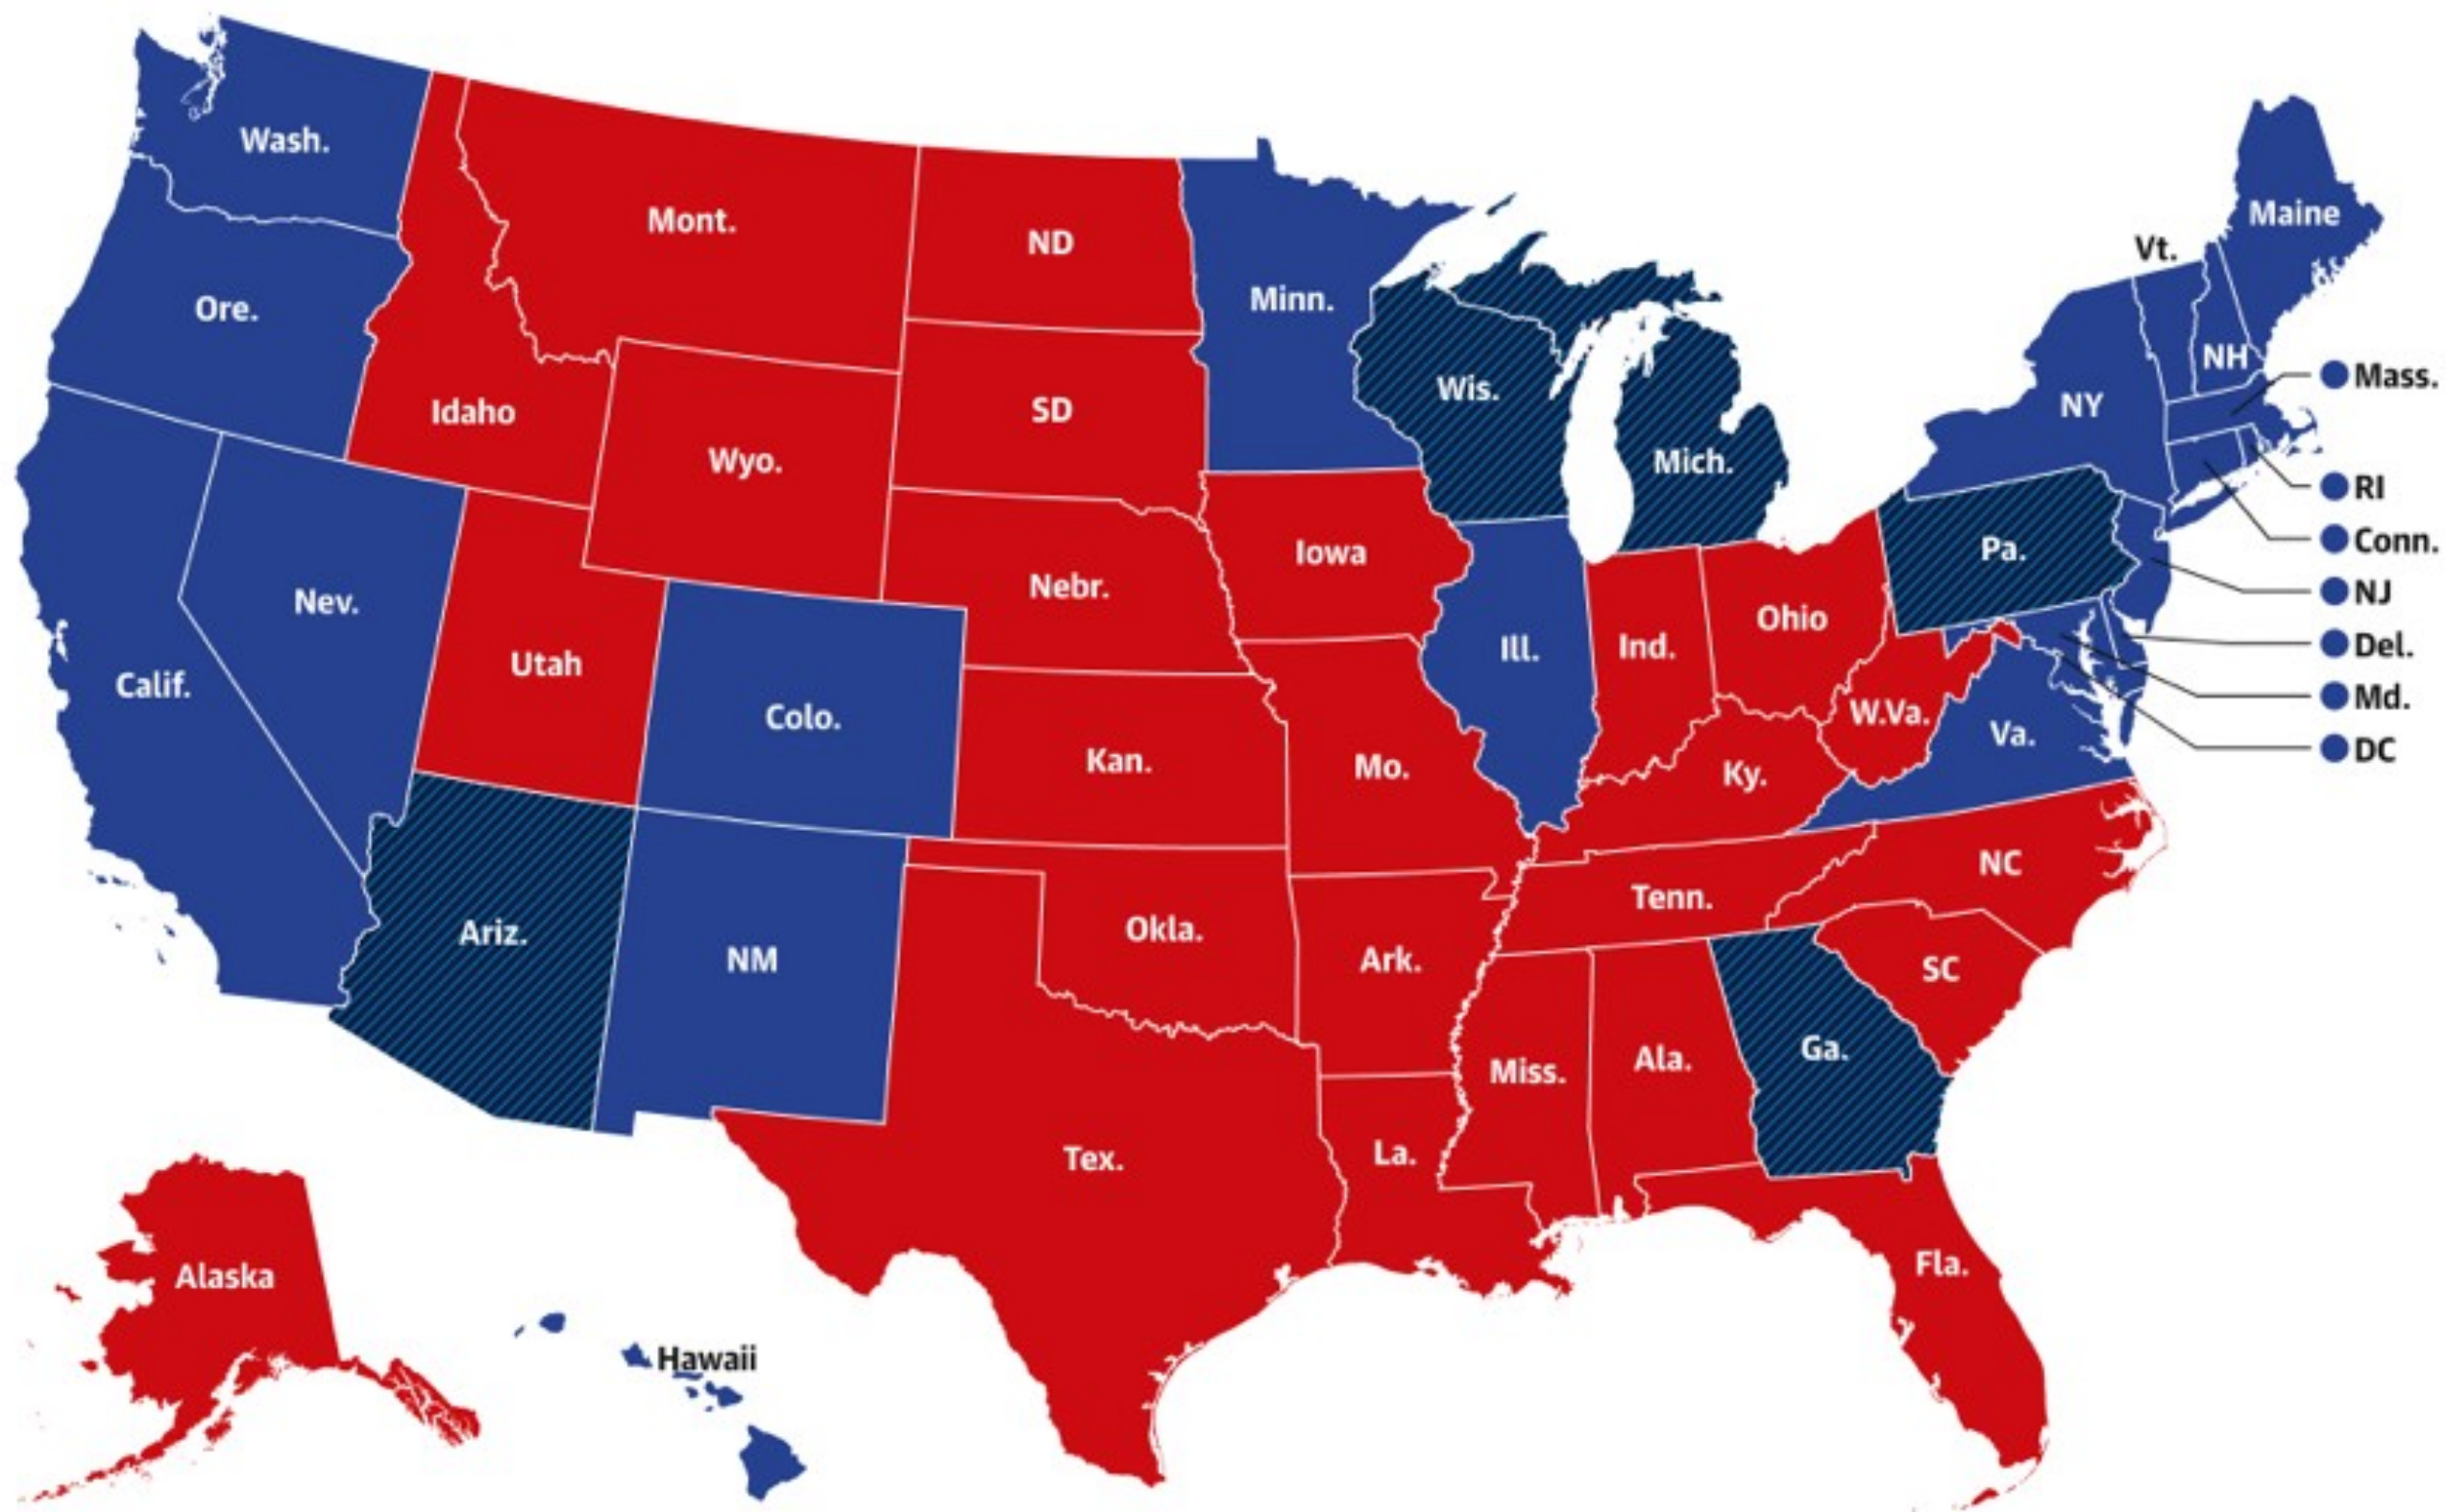 Wash.
Mont.
ND
Minn.
Maine
Vt.
Ore.
Idaho
Wyo.
SD
Wis.
Mich.
NY
NH
Mass.
RI
Conn.
NJ
Del.
Md.
DC
Nev.
Calif.
Utah
Colo.
Nebr.
Iowa
Kan.
Mo.
Ill.
Ind.
Ohio
Pa.
W.Va.
Va.
Ky.
Ariz.
NM
Okla.
Ark.
Tenn.
NC
SC
Tex.
La.
Miss.
Ala.
Ga.
Fla.
Alaska
Hawaii